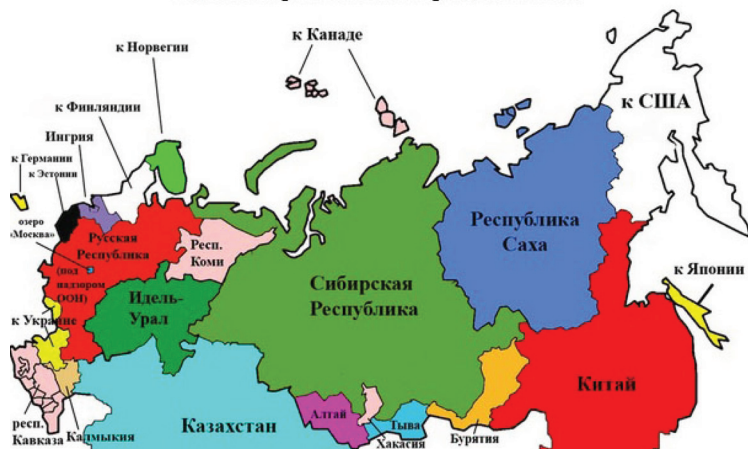 к Норвегии
к Канаде
к Финляндии
к США
Ингрия
к Германии
к Эстонии
озеро
«Москва»
Русская
Республика
(под
надзором
ООН)
Респ.
Коми
Республика
Саха
Сибирская
Республика
к Японии
Идель-
Урал
к Украине
Китай
Казахстан
Алтай
Тыва
Хакасия
Бурятия
респ.
Кавказа
Калмыкия